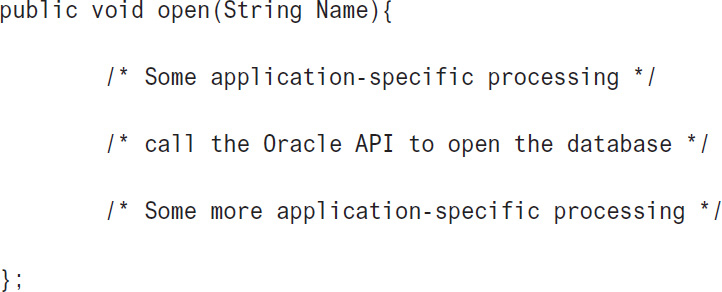 public void open(String Name){
/* Some application-specific processing */
/* call the Oracle API to open the database */
/* Some more application-specific processing */
};